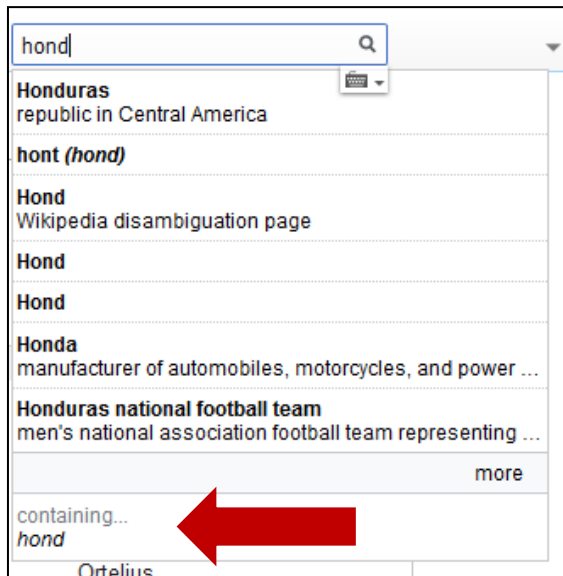 hond
Honduras
republic in Central America
hont (hond)
Hond
Wikipedia disambiguation page
Hond
Hond
Honda
manufacturer of automobiles, motorcycles, and power ...
Honduras national football team
men's national association football team representing ...
more
containing...
hond
Ortelius